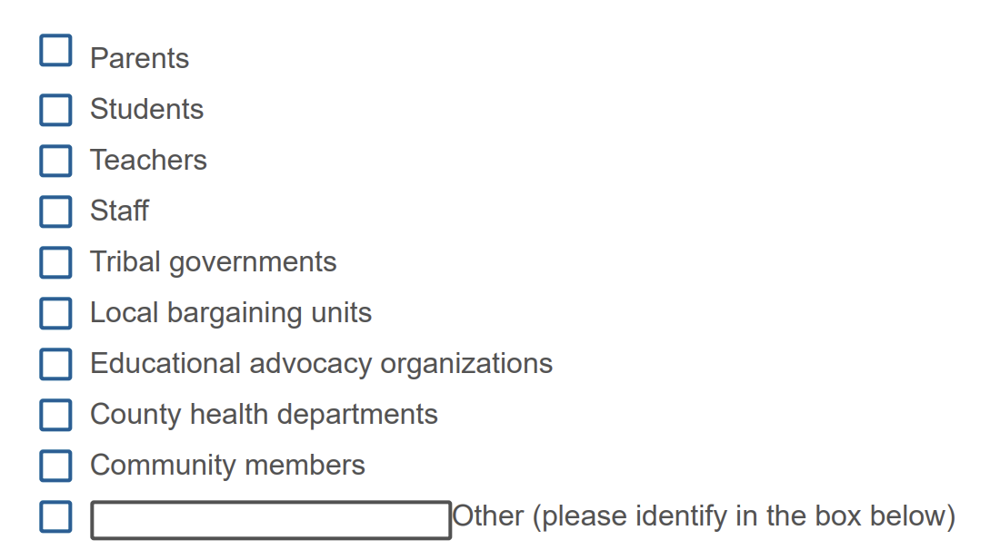 Parents
Students
Teachers
Staff
Tribal governments
Local bargaining units
Educational advocacy organizations
County health departments
Community members
Other (please identify in the box below)